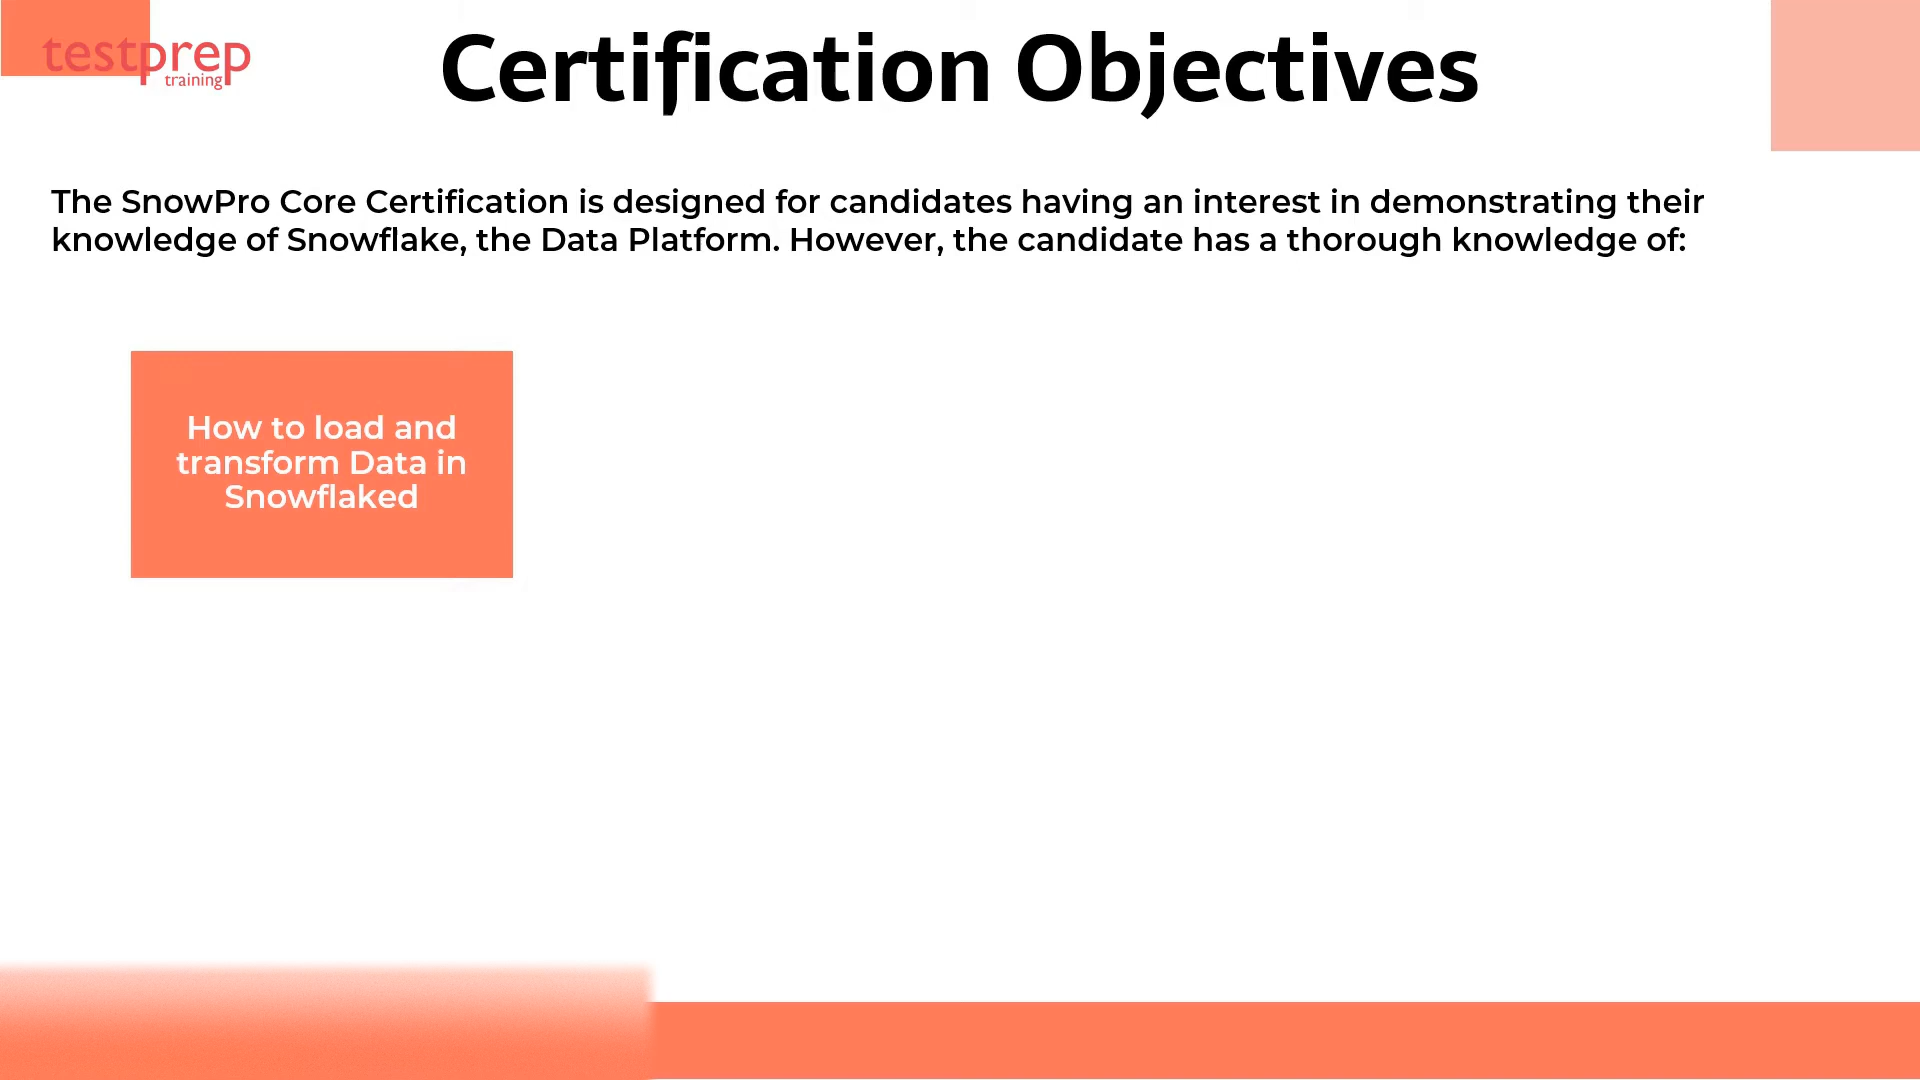 testprep
training
Certification Objectives
The SnowPro Core Certification is designed for candidates having an interest in demonstrating their
knowledge of Snowflake, the Data Platform. However, the candidate has a thorough knowledge of:
How to load and
transform Data in
Snowflaked